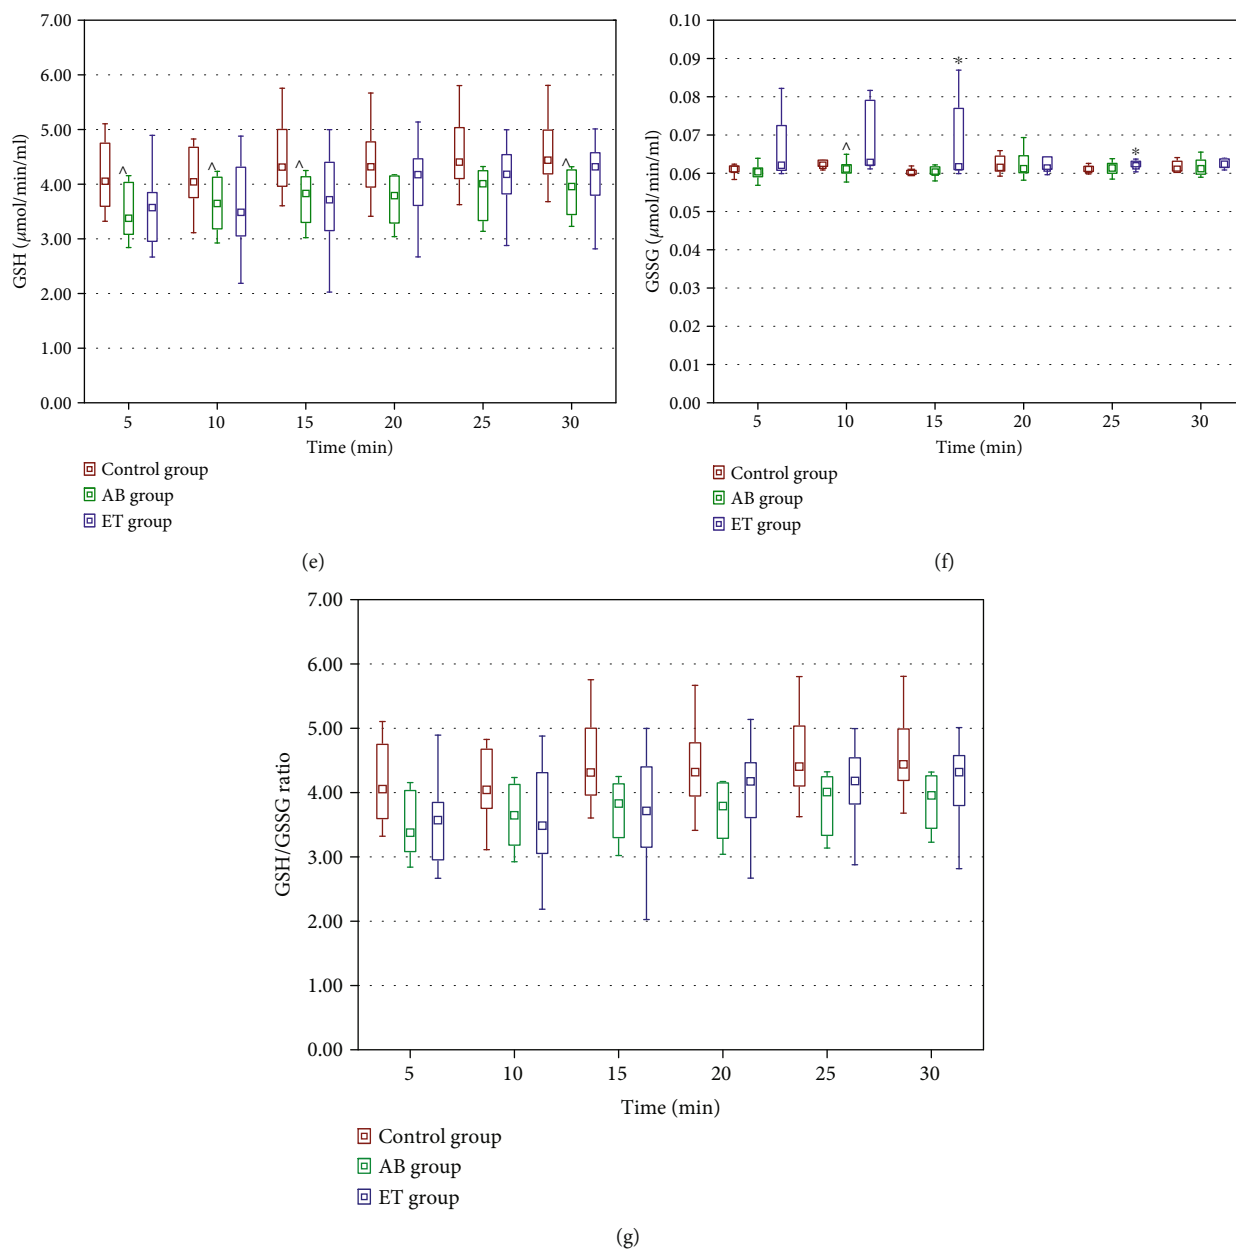 7.00
6.00
5.00
4.00
3.00
2.00
1.00
0.00
GSH (μmol/min/ml)
^
^
^
^
5 10 15 20 25 30
Time (min)
Control group
AB group
ET group
(e)
0.10
0.09
0.08
0.07
0.06
0.05
0.04
0.03
0.02
0.01
0.00
GSSG (μmol/min/ml)
^
*
*
5 10 15 20 25 30
Time (min)
Control group
AB group
ET group
(f)
7.00
6.00
5.00
4.00
3.00
2.00
1.00
0.00
GSH/GSSG ratio
5 10 15 20 25 30
Time (min)
Control group
AB group
ET group
(g)